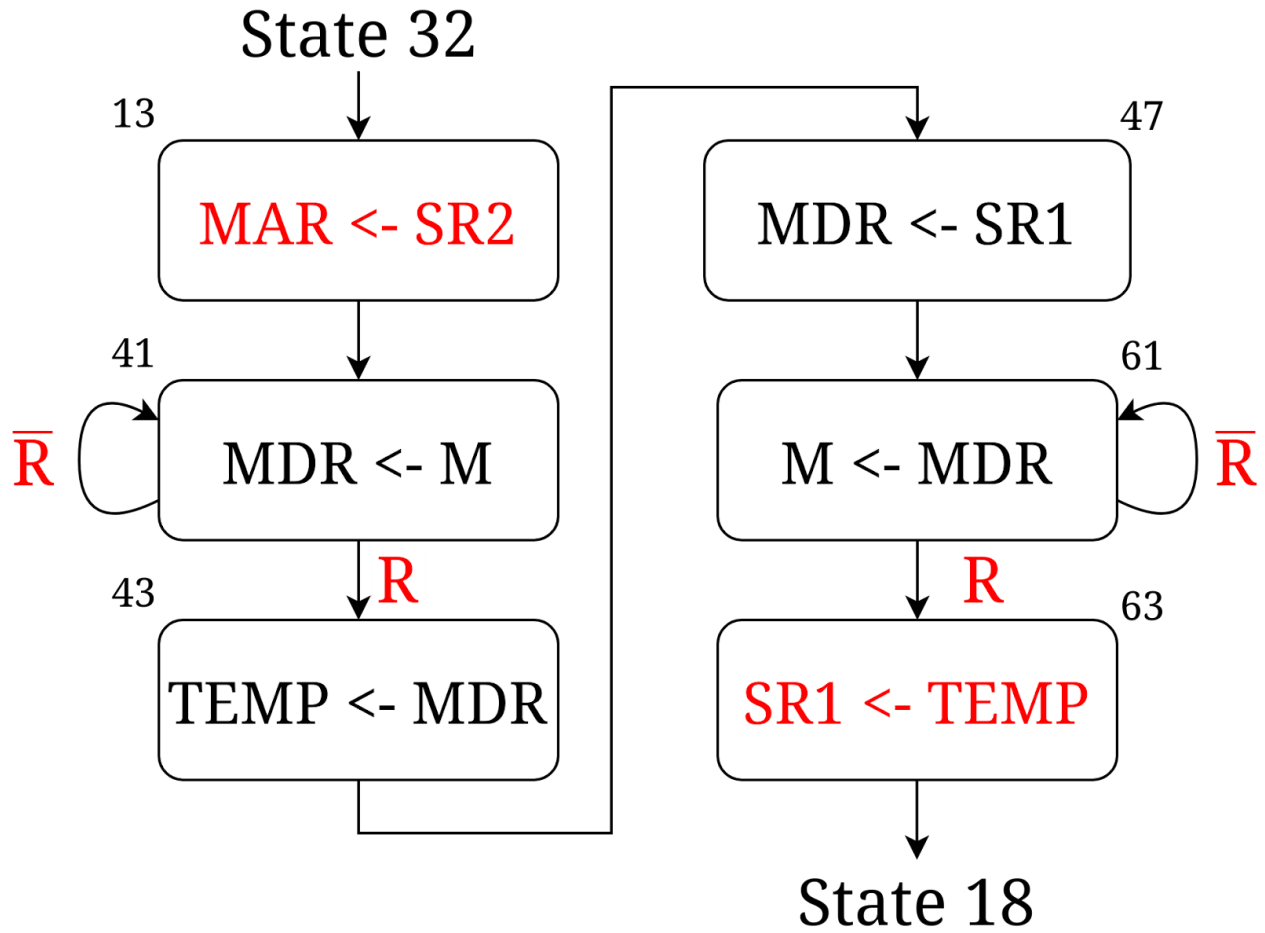 State 32
13
MAR <- SR2
41
R̅
MDR <- M
R
43
TEMP <- MDR
47
MDR <- SR1
61
M <- MDR
R̅
R
63
SR1 <- TEMP
State 18